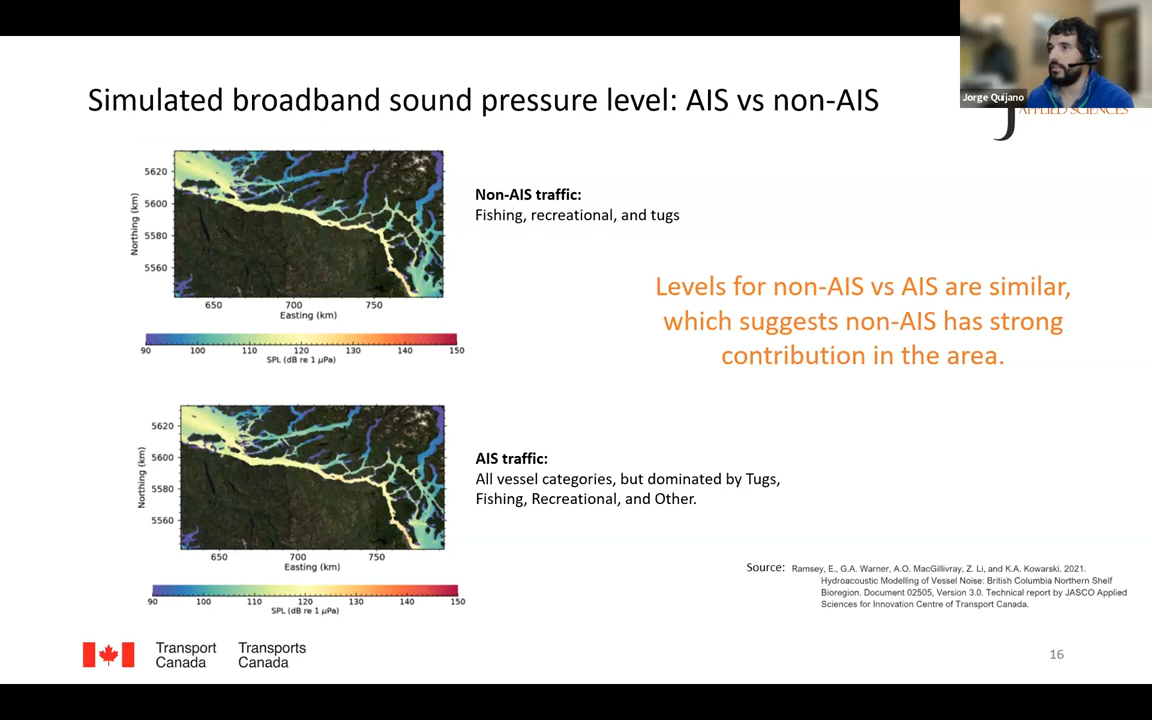 Jorge Quijano
APPLIED SCIENCES
Simulated broadband sound pressure level: AIS vs non-AIS
5620
5600
5580
5560
Northing (km)
650 700 750
Easting (km)
90 100 110 120 130 140 150
SPL (dB re 1 µPa)
Non-AIS traffic:
Fishing, recreational, and tugs
Levels for non-AIS vs AIS are similar,
which suggests non-AIS has strong
contribution in the area.
5620
5600
5580
5560
Northing (km)
650 700 750
Easting (km)
90 100 110 120 130 140 150
SPL (dB re 1 µPa)
AIS traffic:
All vessel categories, but dominated by Tugs,
Fishing, Recreational, and Other.
Source: Ramsey, E., G.A. Warner, A.O. MacGillivray, Z. Li, and K.A. Kowarski. 2021.
Hydroacoustic Modelling of Vessel Noise: British Columbia Northern Shelf
Bioregion. Document 02505, Version 3.0. Technical report by JASCO Applied
Sciences for Innovation Centre of Transport Canada.
Transport Transports
Canada Canada
16